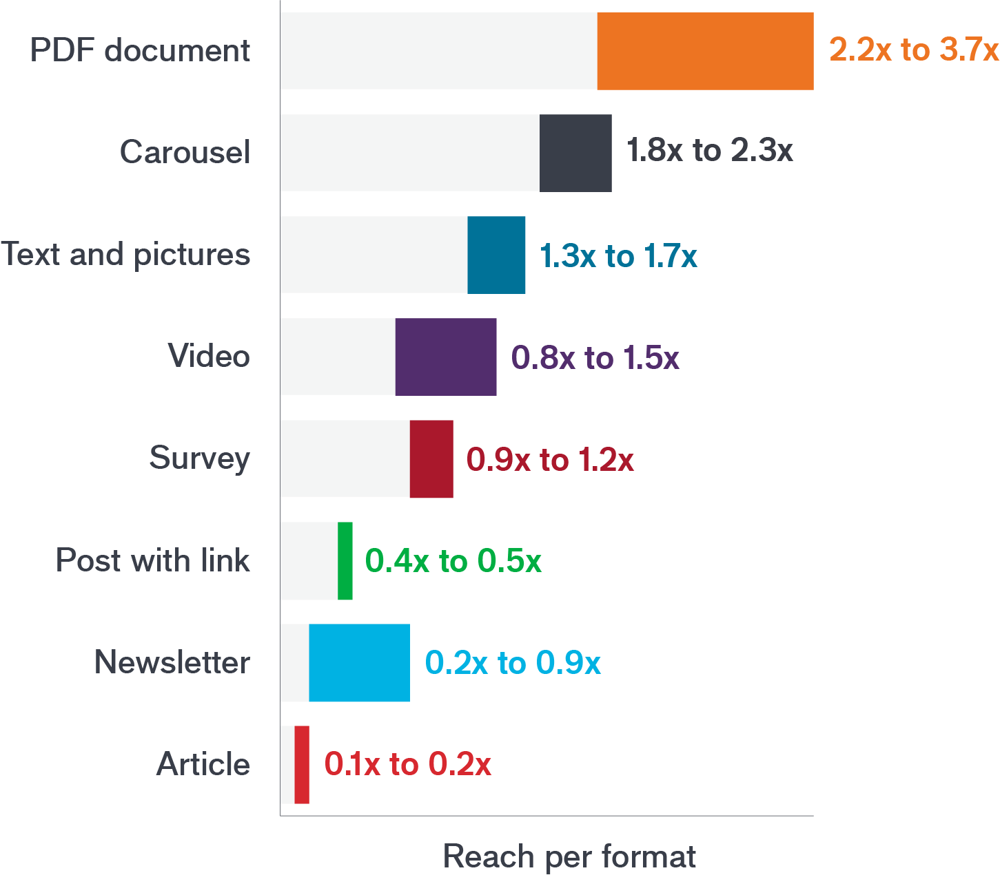 PDF document 2.2x to 3.7x
Carousel 1.8x to 2.3x
Text and pictures 1.3x to 1.7x
Video 0.8x to 1.5x
Survey 0.9x to 1.2x
Post with link 0.4x to 0.5x
Newsletter 0.2x to 0.9x
Article 0.1x to 0.2x
Reach per format